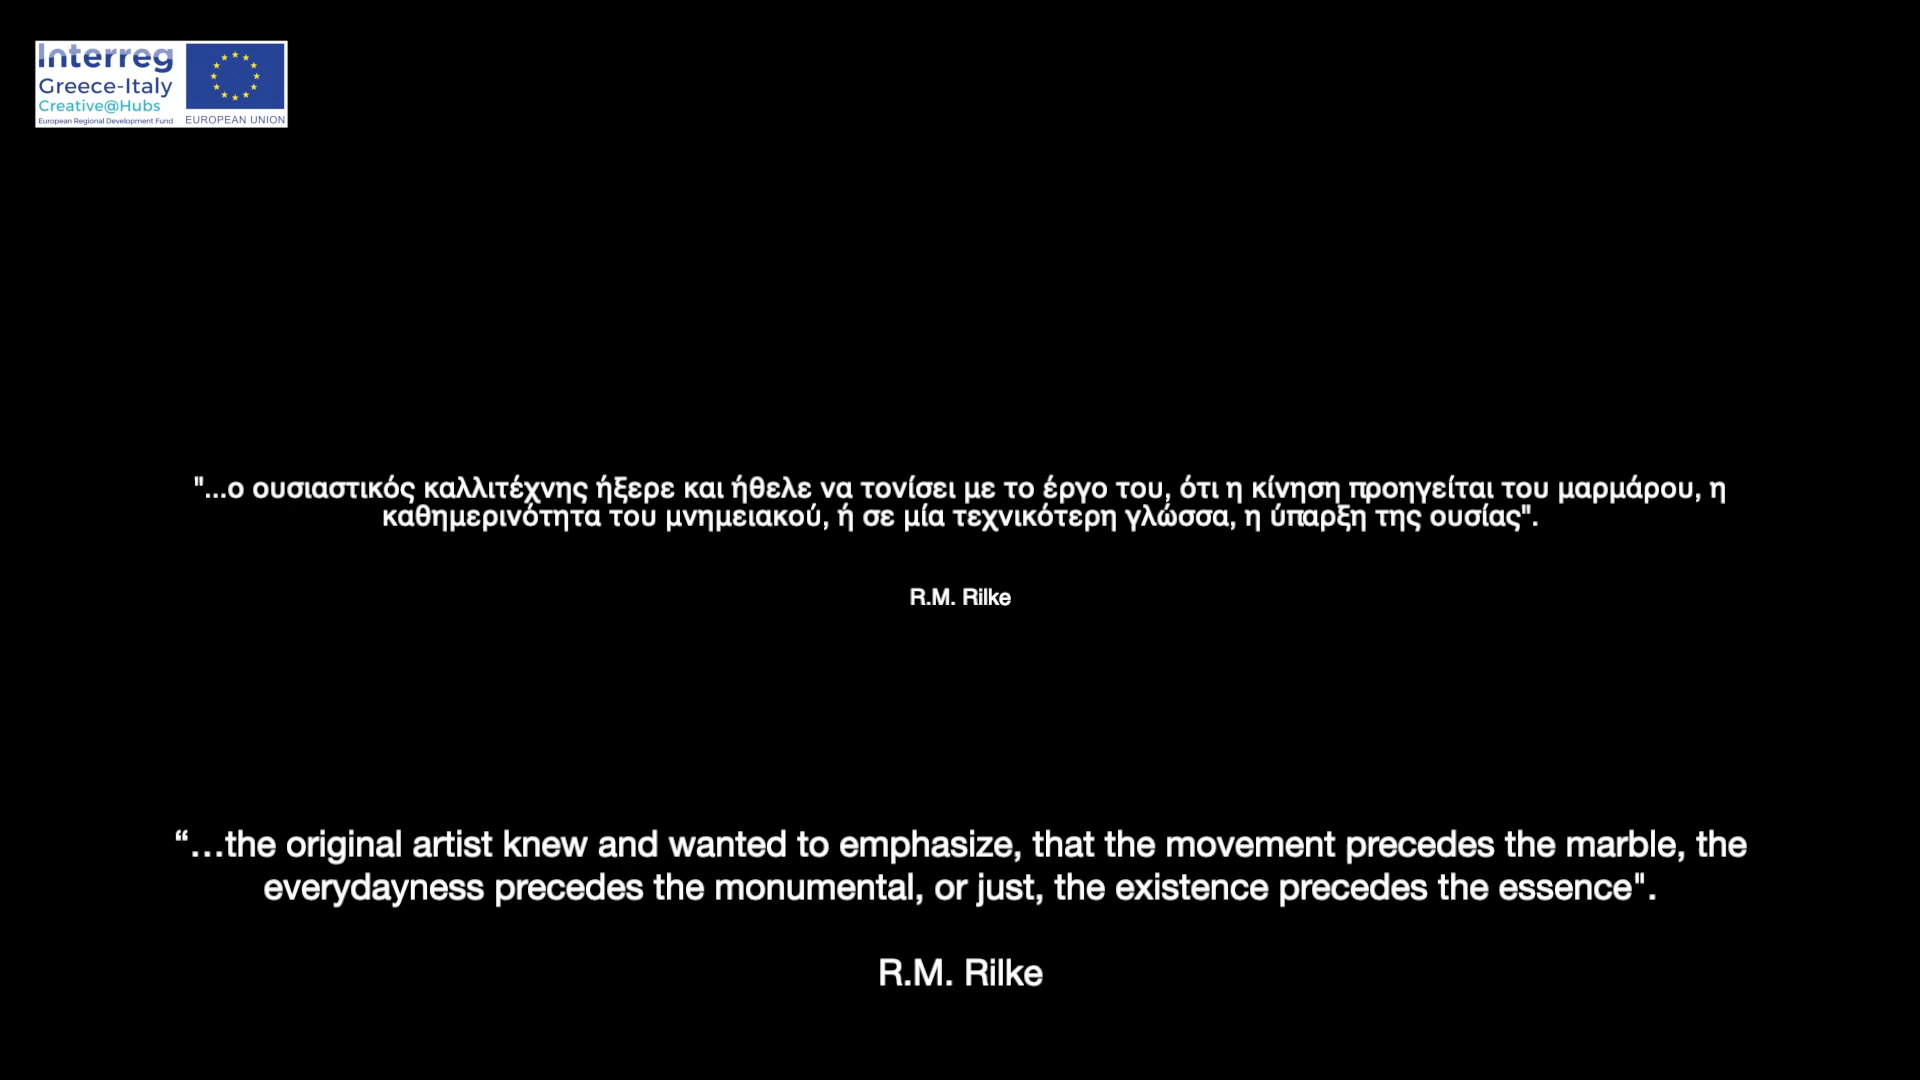 Interreg
Greece-Italy
Creative@Hubs
European Regional Development Fund
EUROPEAN UNION
"...ο ουσιαστικός καλλιτέχνης ήξερε και ήθελε να τονίσει με το έργο του, ότι η κίνηση προηγείται του μαρμάρου, η
καθημερινότητα του μνημειακού, ή σε μία τεχνικότερη γλώσσα, η ύπαρξη της ουσίας".
R.M. Rilke
“…the original artist knew and wanted to emphasize, that the movement precedes the marble, the
everydayness precedes the monumental, or just, the existence precedes the essence".
R.M. Rilke